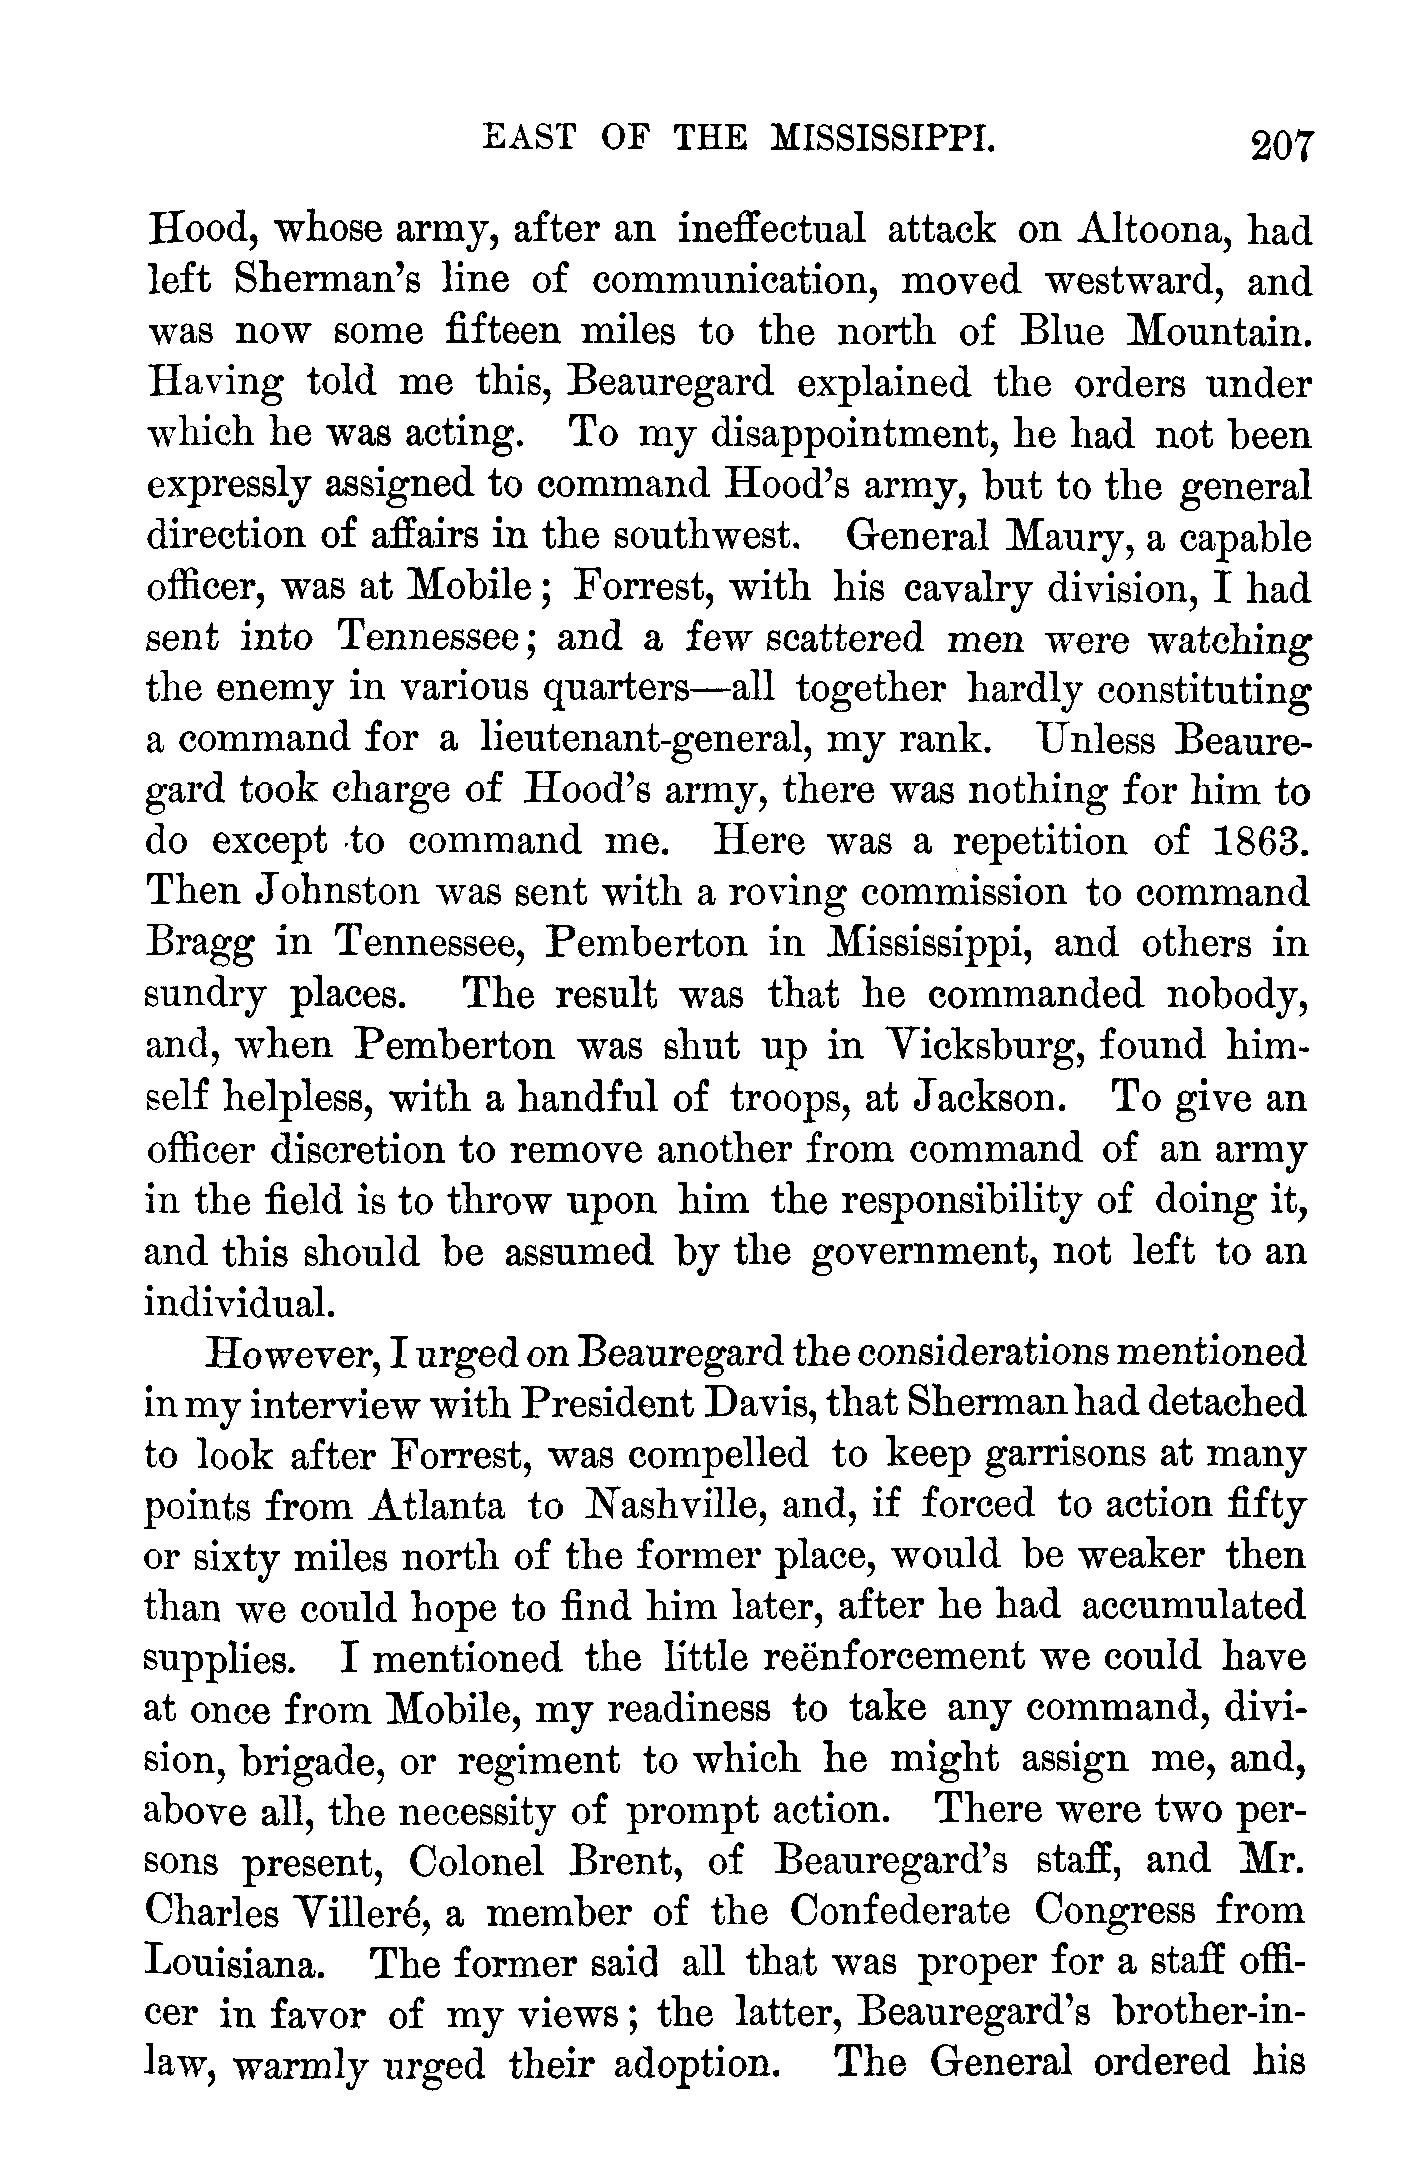 EAST OF THE MISSISSIPPI. 207
Hood, whose army, after an ineffectual attack on Altoona, had
left Sherman's line of communication, moved westward, and
was now some fifteen miles to the north of Blue Mountain.
Having told me this, Beauregard explained the orders under
which he was acting. To my disappointment, he had not been
expressly assigned to command Hood's army, but to the general
direction of affairs in the southwest. General Maury, a capable
officer, was at Mobile; Forrest, with his cavalry division, I had
sent into Tennessee; and a few scattered men were watching
the enemy in various quarters—all together hardly constituting
a command for a lieutenant-general, my rank. Unless Beaure-
gard took charge of Hood's army, there was nothing for him to
do except to command me. Here was a repetition of 1863.
Then Johnston was sent with a roving commission to command
Bragg in Tennessee, Pemberton in Mississippi, and others in
sundry places. The result was that he commanded nobody,
and, when Pemberton was shut up in Vicksburg, found him-
self helpless, with a handful of troops, at Jackson. To give an
officer discretion to remove another from command of an army
in the field is to throw upon him the responsibility of doing it,
and this should be assumed by the government, not left to an
individual.
However, I urged on Beauregard the considerations mentioned
in my interview with President Davis, that Sherman had detached
to look after Forrest, was compelled to keep garrisons at many
points from Atlanta to Nashville, and, if forced to action fifty
or sixty miles north of the former place, would be weaker then
than we could hope to find him later, after he had accumulated
supplies. I mentioned the little reënforcement we could have
at once from Mobile, my readiness to take any command, divi-
sion, brigade, or regiment to which he might assign me, and,
above all, the necessity of prompt action. There were two per-
sons present, Colonel Brent, of Beauregard's staff, and Mr.
Charles Villeré, a member of the Confederate Congress from
Louisiana. The former said all that was proper for a staff offi-
cer in favor of my views; the latter, Beauregard's brother-in-
law, warmly urged their adoption. The General ordered his